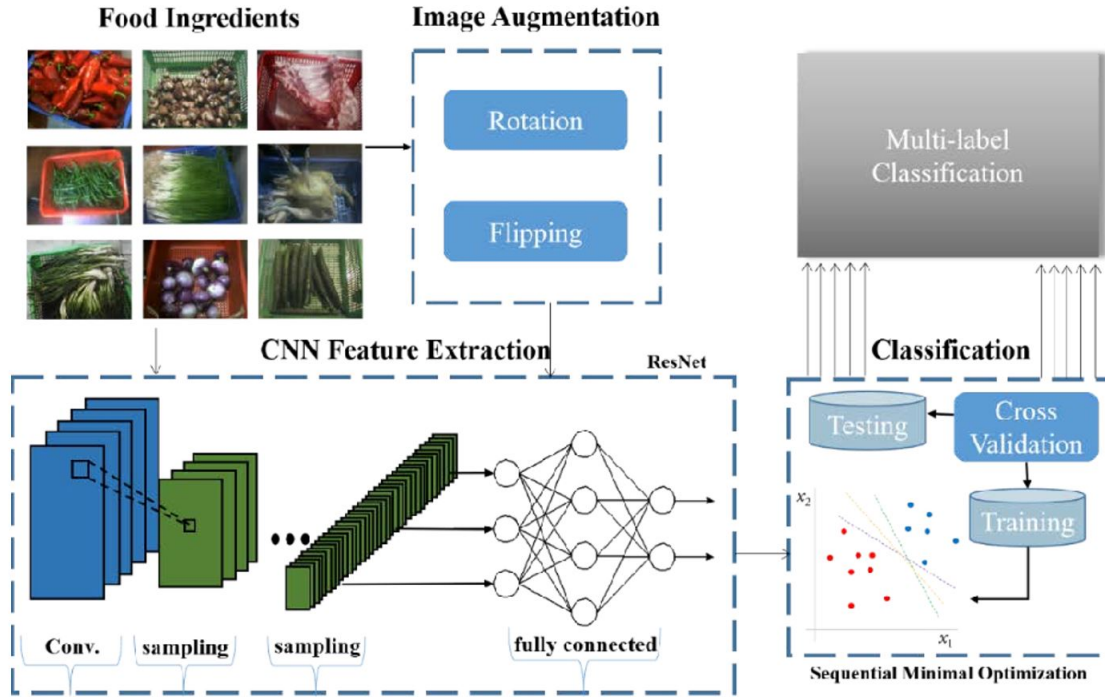 Food Ingredients
Image Augmentation
Rotation
Flipping
Multi-label
Classification
CNN Feature Extraction
ResNet
Classification
Testing
Cross
Validation
Training
x₂
x₁
Conv.
sampling
sampling
fully connected
Sequential Minimal Optimization